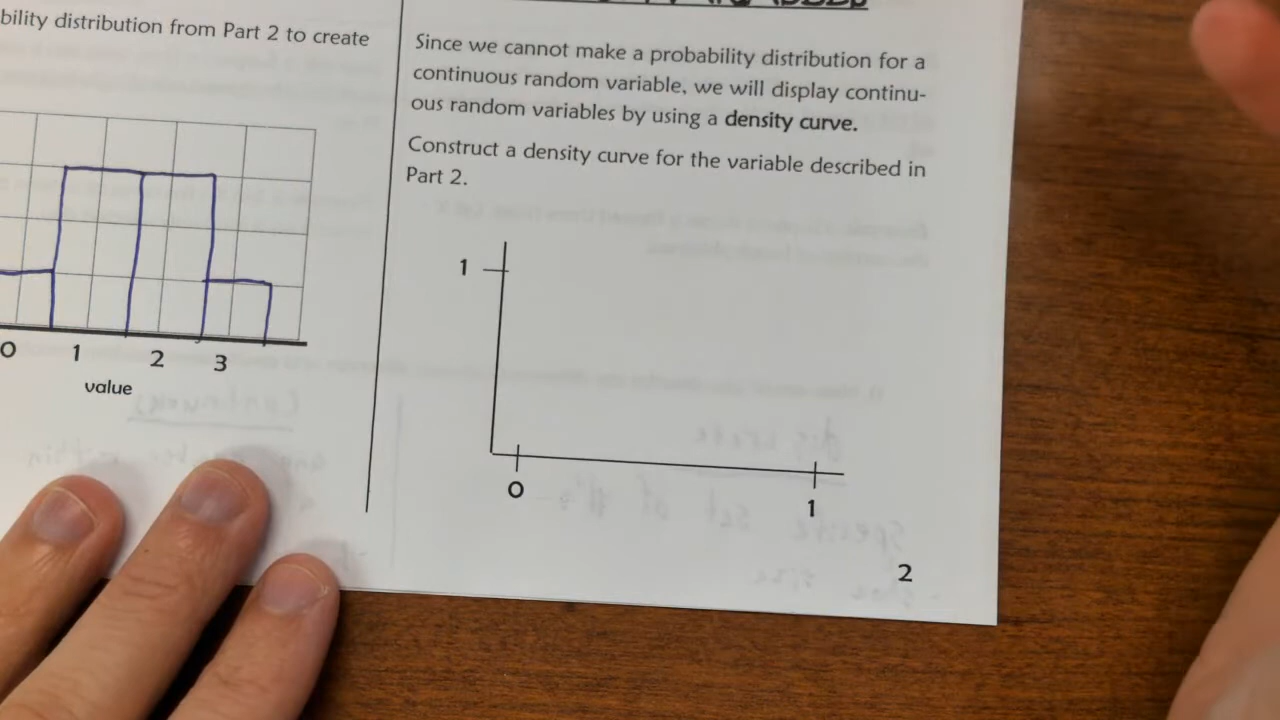 bility distribution from Part 2 to create
0 1 2 3
value
Since we cannot make a probability distribution for a
continuous random variable, we will display continu-
ous random variables by using a density curve.
Construct a density curve for the variable described in
Part 2.
1
0 1
2